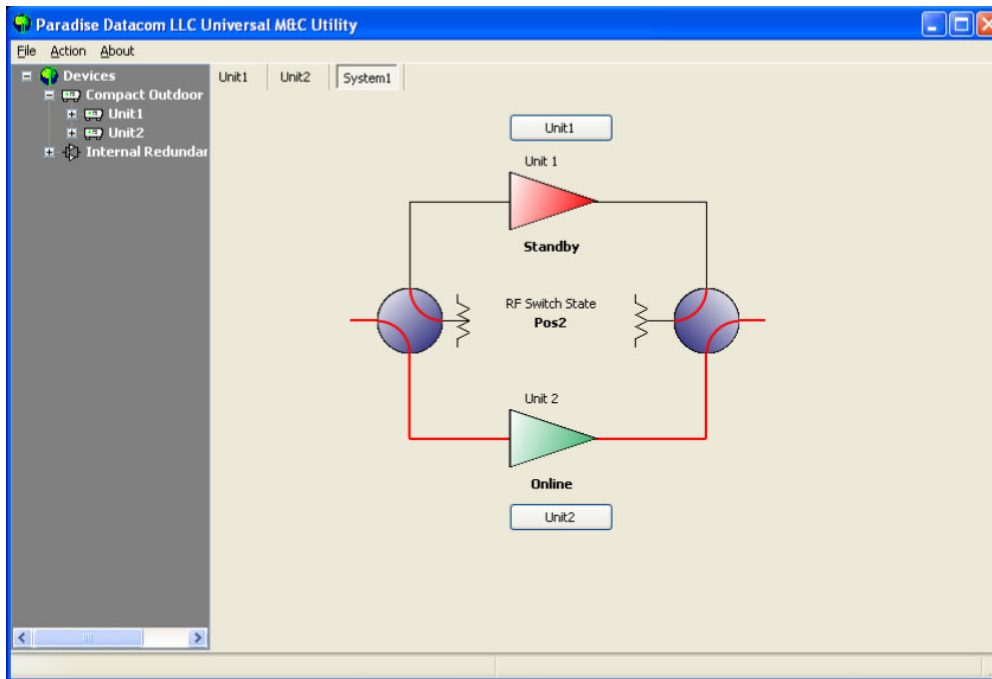 Paradise Datacom LLC Universal M&C Utility
File Action About
Devices
Compact Outdoor
Unit1
Unit2
Internal Redundar
Unit1 Unit2 System1
Unit1
Unit 1
Standby
RF Switch State
Pos2
Unit 2
Online
Unit2